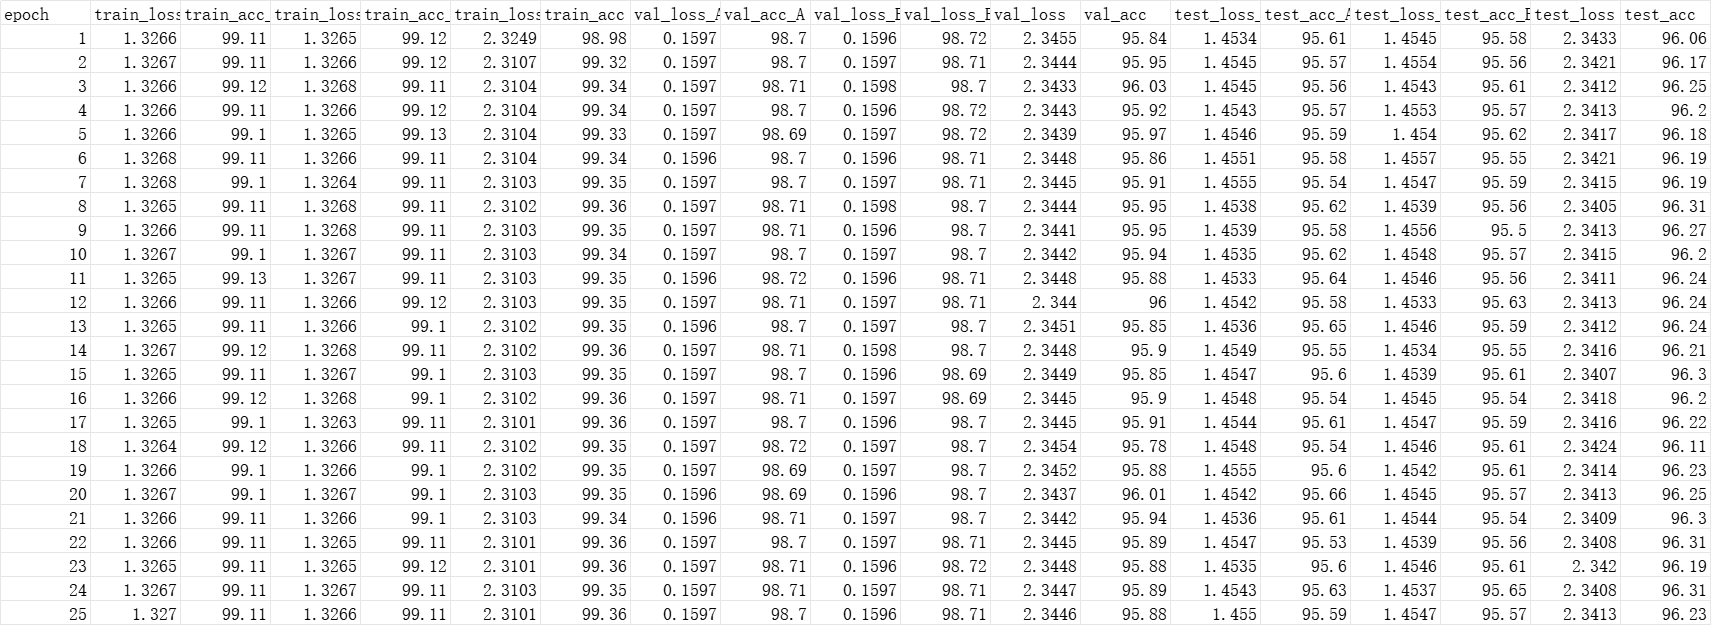 epoch train_loss train_acc_ train_loss train_acc_ train_loss train_acc val_loss_A val_acc_A val_loss_B val_loss_B val_loss val_acc test_loss_ test_acc_A test_loss_ test_acc_B test_loss test_acc
1 1.3266 99.11 1.3265 99.12 2.3249 98.98 0.1597 98.7 0.1596 98.72 2.3455 95.84 1.4534 95.61 1.4545 95.58 2.3433 96.06
2 1.3267 99.11 1.3266 99.12 2.3107 99.32 0.1597 98.7 0.1597 98.71 2.3444 95.95 1.4545 95.57 1.4554 95.56 2.3421 96.17
3 1.3266 99.12 1.3268 99.11 2.3104 99.34 0.1597 98.71 0.1598 98.7 2.3433 96.03 1.4545 95.56 1.4543 95.61 2.3412 96.25
4 1.3266 99.11 1.3266 99.12 2.3104 99.34 0.1597 98.7 0.1596 98.72 2.3443 95.92 1.4543 95.57 1.4553 95.57 2.3413 96.2
5 1.3266 99.1 1.3265 99.13 2.3104 99.33 0.1597 98.69 0.1597 98.72 2.3439 95.97 1.4546 95.59 1.454 95.62 2.3417 96.18
6 1.3268 99.11 1.3266 99.11 2.3104 99.34 0.1596 98.7 0.1596 98.71 2.3448 95.86 1.4551 95.58 1.4557 95.55 2.3421 96.19
7 1.3268 99.1 1.3264 99.11 2.3103 99.35 0.1597 98.7 0.1597 98.71 2.3445 95.91 1.4555 95.54 1.4547 95.59 2.3415 96.19
8 1.3265 99.11 1.3268 99.11 2.3102 99.36 0.1597 98.71 0.1598 98.7 2.3444 95.95 1.4538 95.62 1.4539 95.56 2.3405 96.31
9 1.3266 99.11 1.3268 99.11 2.3103 99.35 0.1597 98.71 0.1596 98.7 2.3441 95.95 1.4539 95.58 1.4556 95.5 2.3413 96.27
10 1.3267 99.1 1.3267 99.11 2.3103 99.34 0.1597 98.7 0.1597 98.7 2.3442 95.94 1.4535 95.62 1.4548 95.57 2.3415 96.2
11 1.3265 99.13 1.3267 99.11 2.3103 99.35 0.1596 98.72 0.1596 98.71 2.3448 95.88 1.4533 95.64 1.4546 95.56 2.3411 96.24
12 1.3266 99.11 1.3266 99.12 2.3103 99.35 0.1597 98.71 0.1597 98.71 2.344 96 1.4542 95.58 1.4533 95.63 2.3413 96.24
13 1.3265 99.11 1.3266 99.1 2.3102 99.35 0.1596 98.7 0.1597 98.7 2.3451 95.85 1.4536 95.65 1.4546 95.59 2.3412 96.24
14 1.3267 99.12 1.3268 99.11 2.3102 99.36 0.1597 98.71 0.1598 98.7 2.3448 95.9 1.4549 95.55 1.4534 95.55 2.3416 96.21
15 1.3265 99.11 1.3267 99.1 2.3103 99.35 0.1597 98.7 0.1596 98.69 2.3449 95.85 1.4547 95.6 1.4539 95.61 2.3407 96.3
16 1.3266 99.12 1.3268 99.1 2.3102 99.36 0.1597 98.71 0.1597 98.69 2.3445 95.9 1.4548 95.54 1.4545 95.54 2.3418 96.2
17 1.3265 99.1 1.3263 99.11 2.3101 99.36 0.1597 98.7 0.1596 98.7 2.3445 95.91 1.4544 95.61 1.4547 95.59 2.3416 96.22
18 1.3264 99.12 1.3266 99.11 2.3102 99.35 0.1597 98.72 0.1597 98.7 2.3454 95.78 1.4548 95.54 1.4546 95.61 2.3424 96.11
19 1.3266 99.1 1.3266 99.1 2.3102 99.35 0.1597 98.69 0.1597 98.7 2.3452 95.88 1.4555 95.6 1.4542 95.61 2.3414 96.23
20 1.3267 99.1 1.3267 99.1 2.3103 99.35 0.1596 98.69 0.1596 98.7 2.3437 96.01 1.4542 95.66 1.4545 95.57 2.3413 96.25
21 1.3266 99.11 1.3266 99.1 2.3103 99.34 0.1596 98.71 0.1597 98.7 2.3442 95.94 1.4536 95.61 1.4544 95.54 2.3409 96.3
22 1.3266 99.11 1.3265 99.11 2.3101 99.36 0.1597 98.7 0.1597 98.71 2.3445 95.89 1.4547 95.53 1.4539 95.56 2.3408 96.31
23 1.3265 99.11 1.3265 99.12 2.3101 99.36 0.1597 98.71 0.1596 98.72 2.3448 95.88 1.4535 95.6 1.4546 95.61 2.342 96.19
24 1.3267 99.11 1.3267 99.11 2.3103 99.35 0.1597 98.71 0.1597 98.71 2.3447 95.89 1.4543 95.63 1.4537 95.65 2.3408 96.31
25 1.327 99.11 1.3266 99.11 2.3101 99.36 0.1597 98.7 0.1596 98.71 2.3446 95.88 1.455 95.59 1.4547 95.57 2.3413 96.23